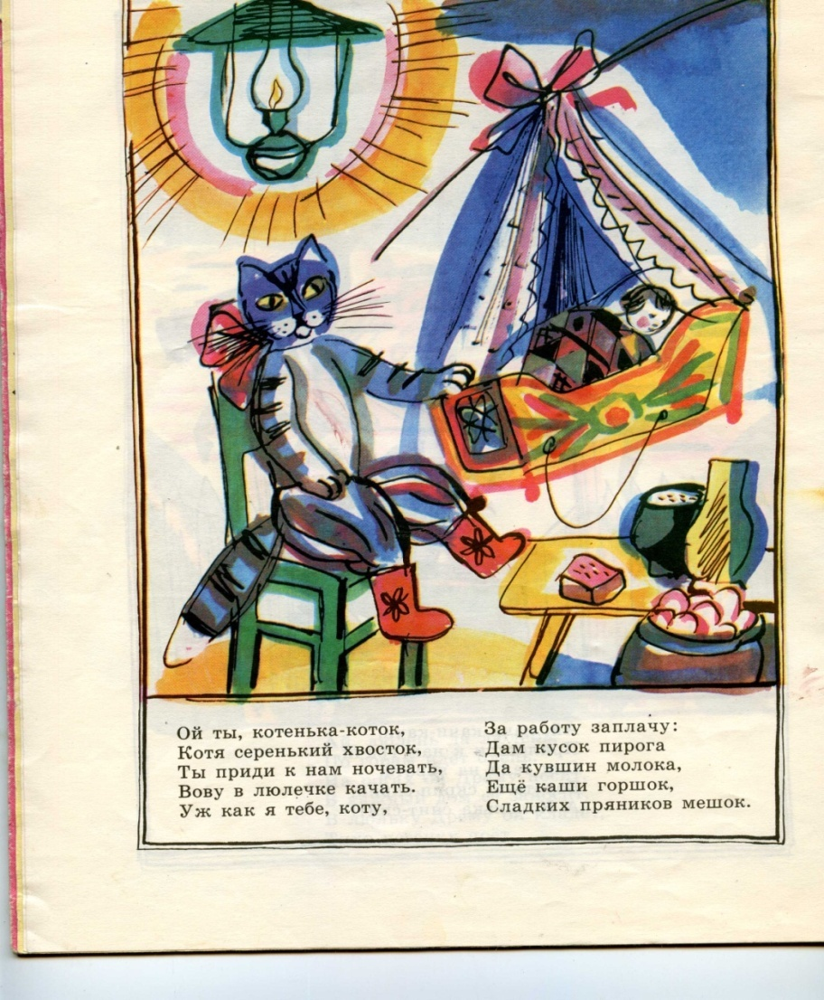 Ой ты, котенька-коток,
Котя серенький хвосток,
Ты приди к нам ночевать,
Вову в люлечке качать.
Уж как я тебе, коту,
За работу заплачу:
Дам кусок пирога
Да кувшин молока,
Ещё каши горшок,
Сладких пряников мешок.